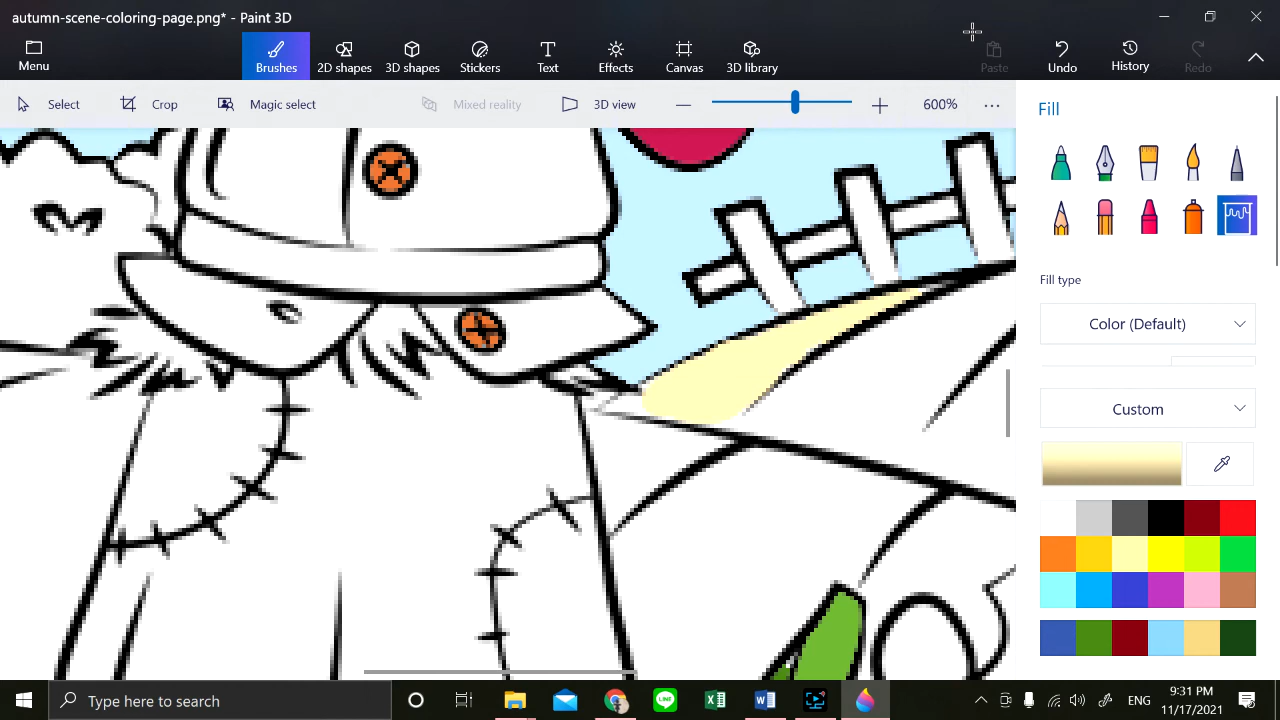 autumn-scene-coloring-page.png* - Paint 3D
Menu
Brushes
2D shapes
3D shapes
Stickers
Text
Effects
Canvas
3D library
Paste
Undo
History
Redo
Select
Crop
Magic select
Mixed reality
3D view
600%
Fill
Fill type
Color (Default)
Custom
Type here to search
ENG
9:31 PM
11/17/2021